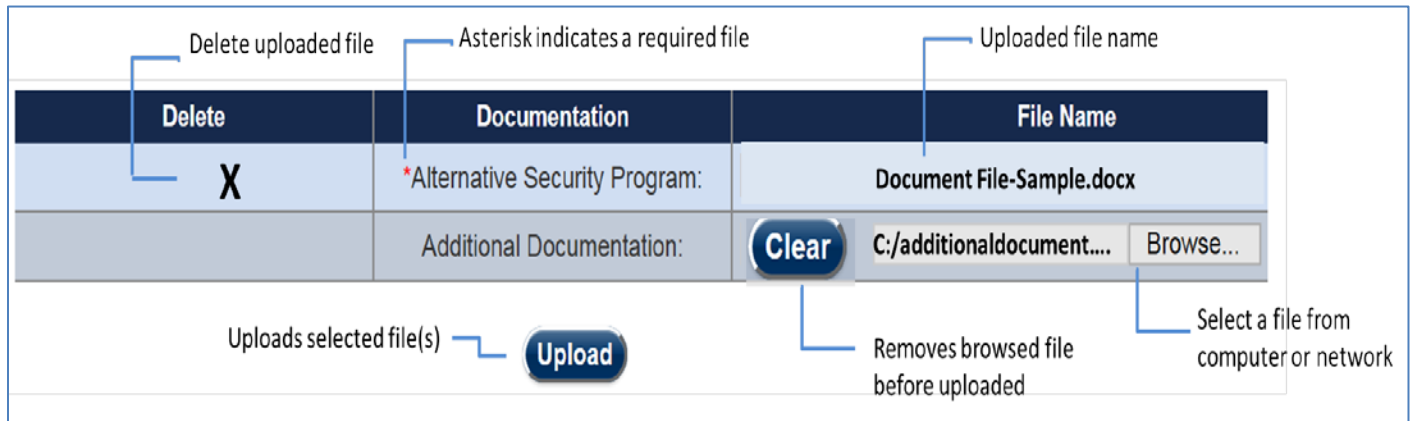 Delete uploaded file
Asterisk indicates a required file
Uploaded file name
Delete
Documentation
File Name
X
*Alternative Security Program:
Document File-Sample.docx
Additional Documentation:
Clear
C:/additionaldocument....
Browse...
Uploads selected file(s)
Upload
Removes browsed file
before uploaded
Select a file from
computer or network